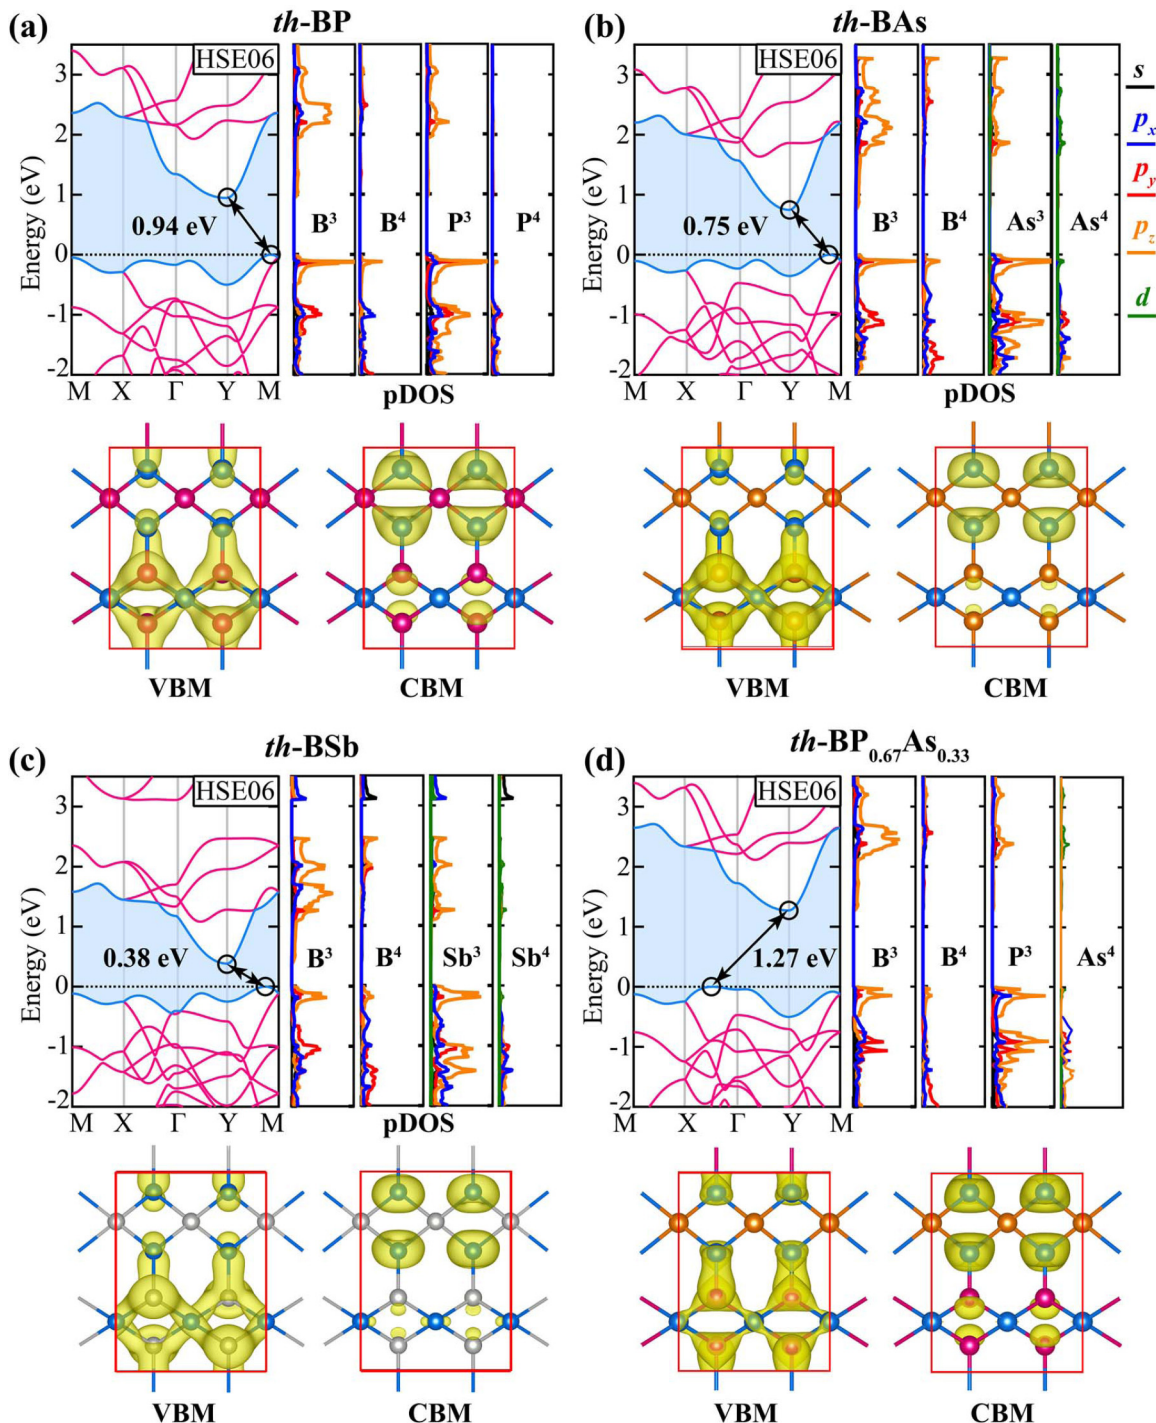 (a) th-BP
HSE06
Energy (eV)
3
2
1
0
-1
-2
0.94 eV
B³ B⁴ P³ P⁴
M X Γ Y M
pDOS
VBM CBM
(b) th-BAs
HSE06
Energy (eV)
3
2
1
0
-1
-2
0.75 eV
B³ B⁴ As³ As⁴
M X Γ Y M
pDOS
s
pₓ
p_y
p_z
d
VBM CBM
(c) th-BSb
HSE06
Energy (eV)
3
2
1
0
-1
-2
0.38 eV
B³ B⁴ Sb³ Sb⁴
M X Γ Y M
pDOS
VBM CBM
(d) th-BP₀.₆₇As₀.₃₃
HSE06
Energy (eV)
3
2
1
0
-1
-2
1.27 eV
B³ B⁴ P³ As⁴
M X Γ Y M
VBM CBM